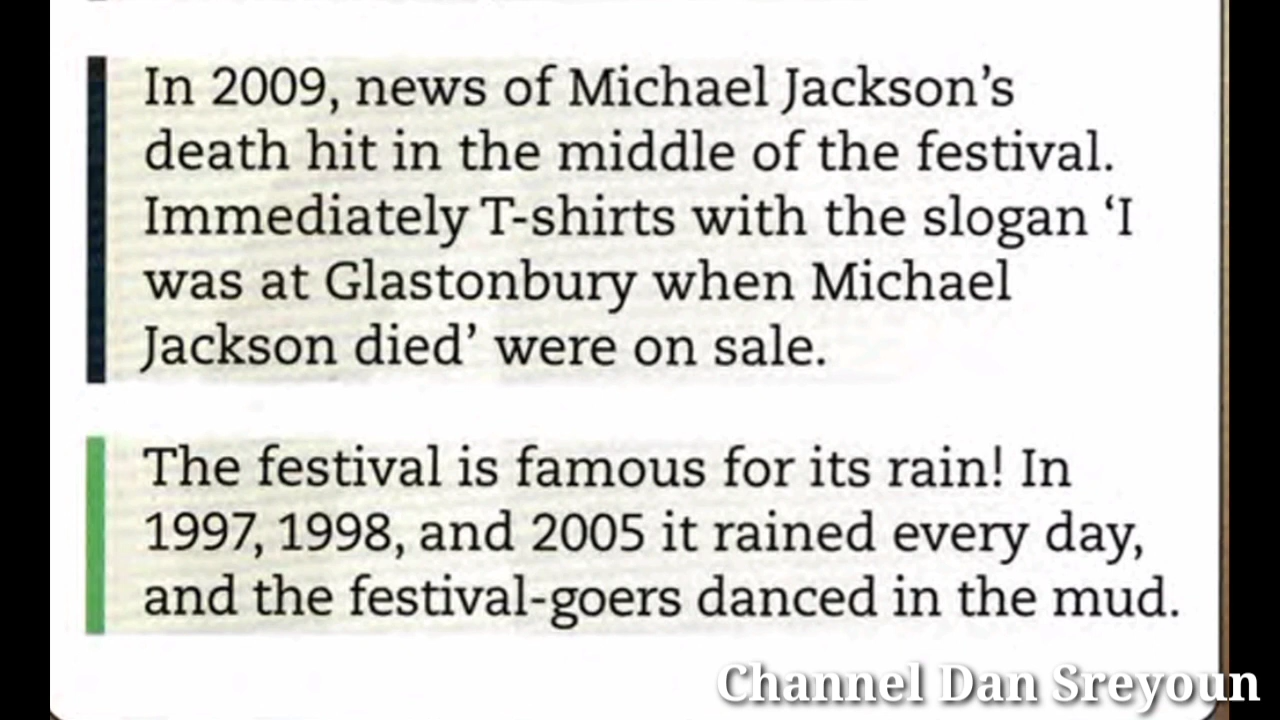 In 2009, news of Michael Jackson's
death hit in the middle of the festival.
Immediately T-shirts with the slogan ‘I
was at Glastonbury when Michael
Jackson died’ were on sale.
The festival is famous for its rain! In
1997, 1998, and 2005 it rained every day,
and the festival-goers danced in the mud.
Channel Dan Sreyoun